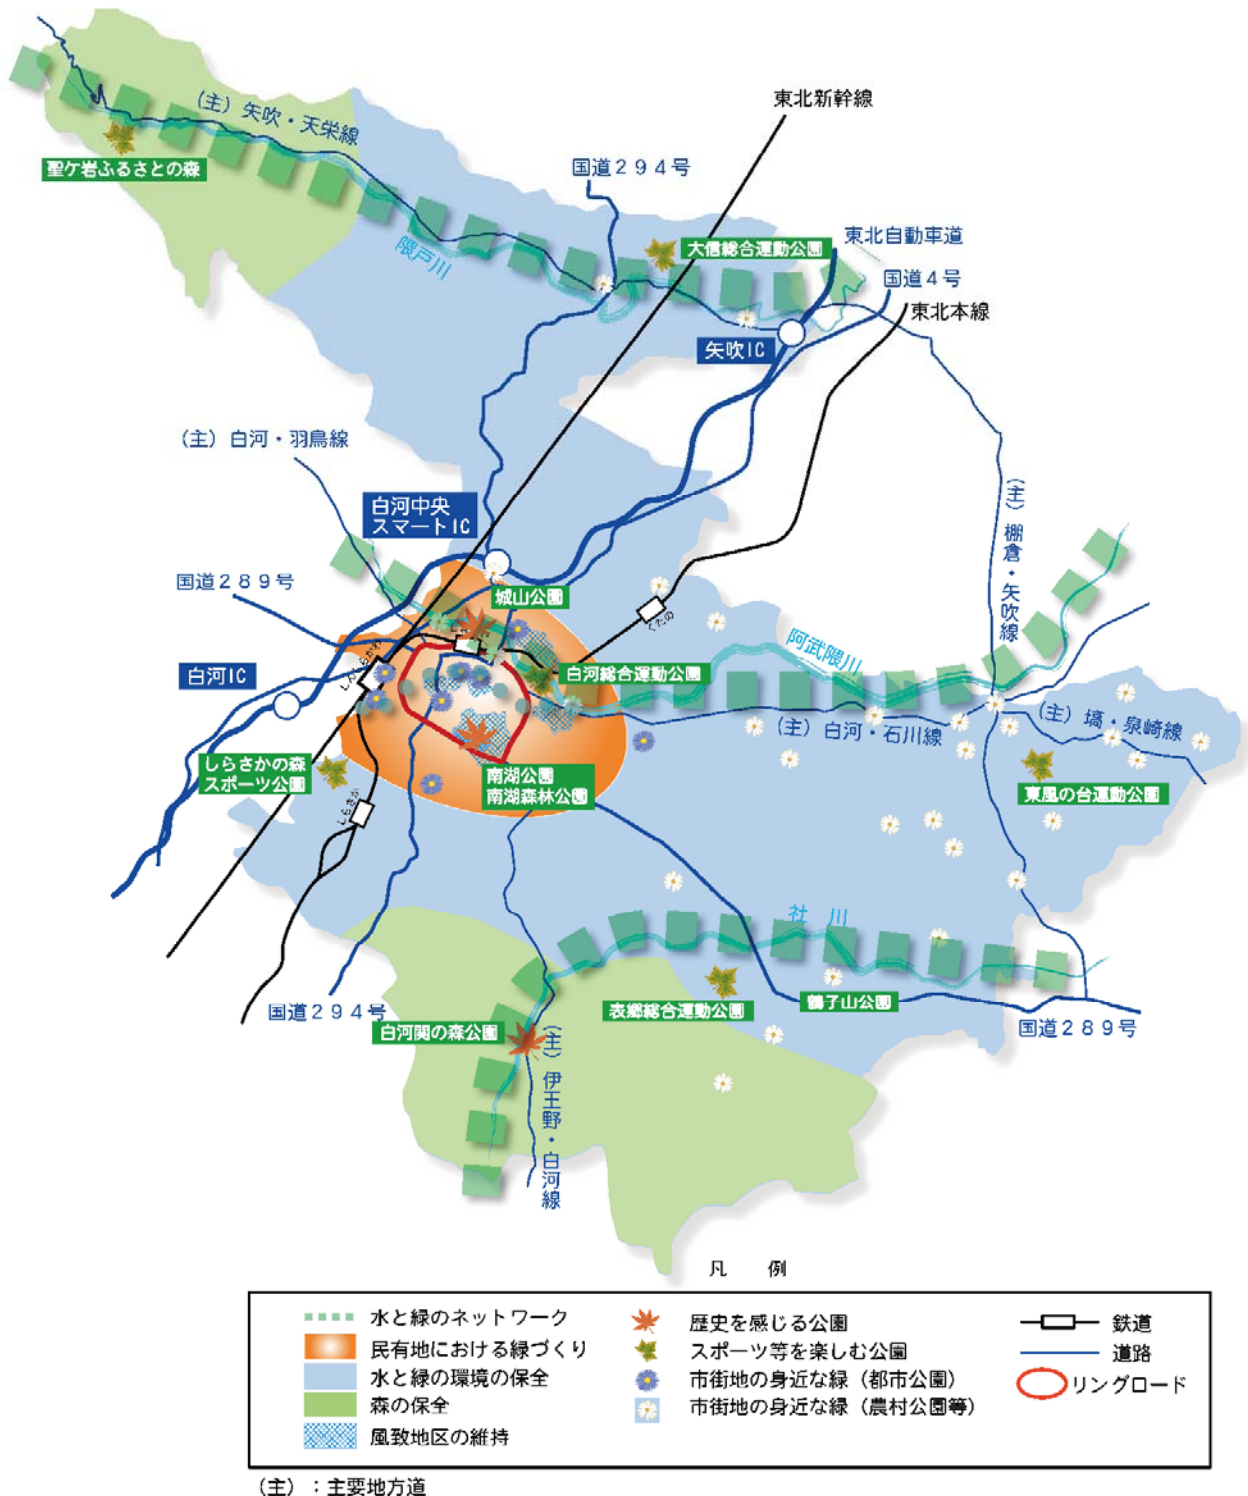 東北新幹線
(主)矢吹・天栄線
国道294号
聖ケ岩ふるさとの森
大信総合運動公園
東北自動車道
隈戸川
国道4号
東北本線
矢吹IC
(主)白河・羽鳥線
白河中央
スマートIC
(主)棚倉・矢吹線
国道289号
城山公園
くたの
阿武隈川
しんしらかわ
白河総合運動公園
白河IC
(主)白河・石川線
(主)塙・泉崎線
しらさかの森
スポーツ公園
南湖公園
南湖森林公園
東風の台運動公園
しらさか
社川
国道294号
表郷総合運動公園
鶴子山公園
白河関の森公園
国道289号
(主)伊王野・白河線
凡 例
水と緑のネットワーク
民有地における緑づくり
水と緑の環境の保全
森の保全
風致地区の維持
歴史を感じる公園
スポーツ等を楽しむ公園
市街地の身近な緑(都市公園)
市街地の身近な緑(農村公園等)
鉄道
道路
リングロード
(主):主要地方道